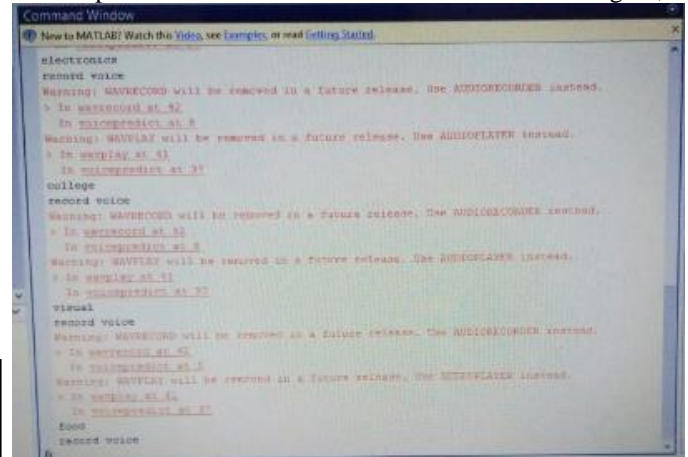 Command Window
New to MATLAB? Watch this Video, see Examples, or read Getting Started.
electronics
record voice
Warning: WAVRECORD will be removed in a future release. Use AUDIORECORDER instead.
> In wavrecord at 42
In voicepredict at 8
Warning: WAVPLAY will be removed in a future release. Use AUDIOPLAYER instead.
> In wavplay at 41
In voicepredict at 37
college
record voice
Warning: WAVRECORD will be removed in a future release. Use AUDIORECORDER instead.
> In wavrecord at 42
In voicepredict at 8
Warning: WAVPLAY will be removed in a future release. Use AUDIOPLAYER instead.
> In wavplay at 41
In voicepredict at 37
visual
record voice
Warning: WAVRECORD will be removed in a future release. Use AUDIORECORDER instead.
> In wavrecord at 42
In voicepredict at 8
Warning: WAVPLAY will be removed in a future release. Use AUDIOPLAYER instead.
> In wavplay at 41
In voicepredict at 37
food
record voice